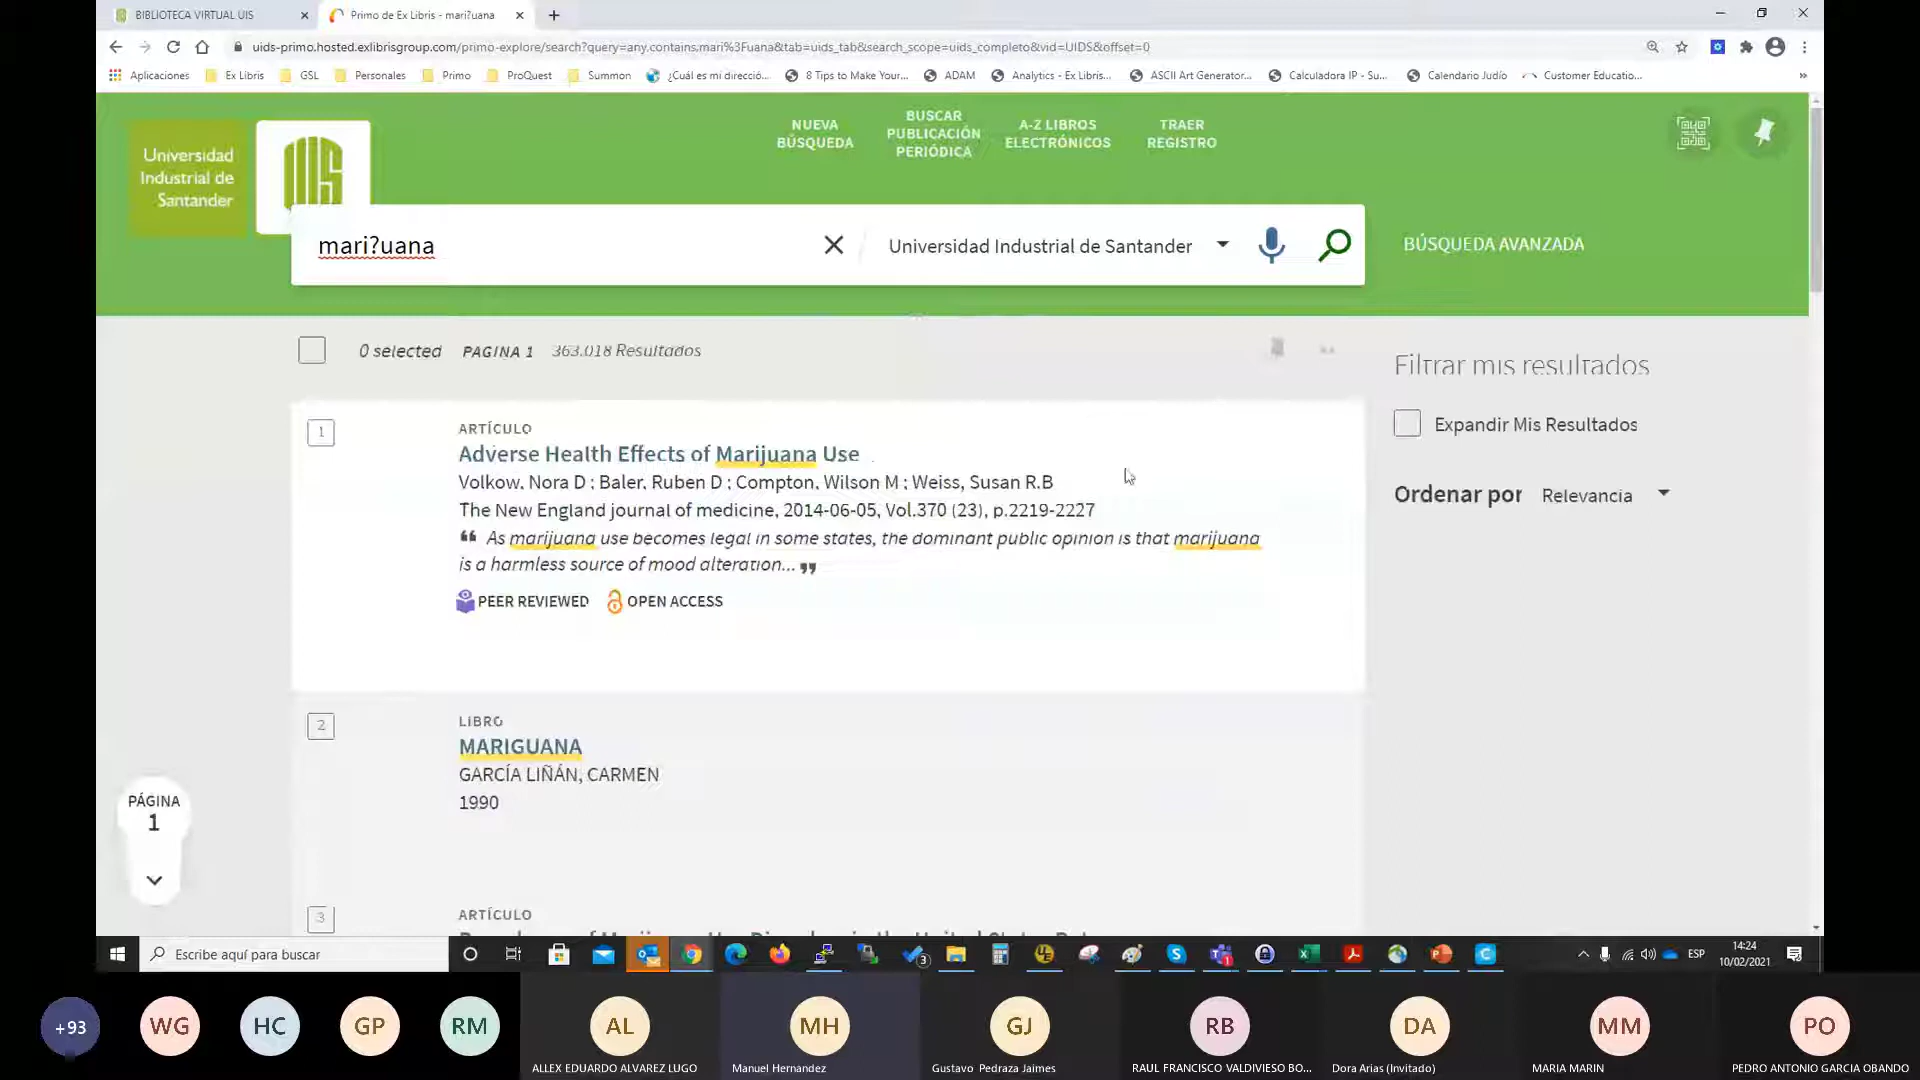 BIBLIOTECA VIRTUAL UIS
Primo de Ex Libris - mari?uana
uids-primo.hosted.exlibrisgroup.com/primo-explore/search?query=any,contains,mari%3Fuana&tab=uids_tab&search_scope=uids_completo&vid=UIDS&offset=0
Aplicaciones
Ex Libris
GSL
Personales
Primo
ProQuest
Summon
¿Cuál es mi direcció...
8 Tips to Make Your...
ADAM
Analytics - Ex Libris...
ASCII Art Generator...
Calculadora IP - Su...
Calendario Judío
Customer Educatio...
»
Universidad
Industrial de
Santander
UIS
NUEVA
BÚSQUEDA
BUSCAR
PUBLICACIÓN
PERIÓDICA
A-Z LIBROS
ELECTRÓNICOS
TRAER
REGISTRO
mari?uana
Universidad Industrial de Santander
BÚSQUEDA AVANZADA
0 selected PAGINA 1 363.018 Resultados
Filtrar mis resultados
Expandir Mis Resultados
Ordenar por Relevancia
1
ARTÍCULO
Adverse Health Effects of Marijuana Use
Volkow, Nora D ; Baler, Ruben D ; Compton, Wilson M ; Weiss, Susan R.B
The New England journal of medicine, 2014-06-05, Vol.370 (23), p.2219-2227
“ As marijuana use becomes legal in some states, the dominant public opinion is that marijuana
is a harmless source of mood alteration... ”
PEER REVIEWED OPEN ACCESS
2
LIBRO
MARIGUANA
GARCÍA LIÑÁN, CARMEN
1990
PÁGINA
1
3
ARTÍCULO
Escribe aquí para buscar
3
1
ESP
14:24
10/02/2021
+93
WG
HC
GP
RM
AL
ALLEX EDUARDO ALVAREZ LUGO
MH
Manuel Hernandez
GJ
Gustavo Pedraza Jaimes
RB
RAUL FRANCISCO VALDIVIESO BO...
DA
Dora Arias (Invitado)
MM
MARIA MARIN
PO
PEDRO ANTONIO GARCIA OBANDO